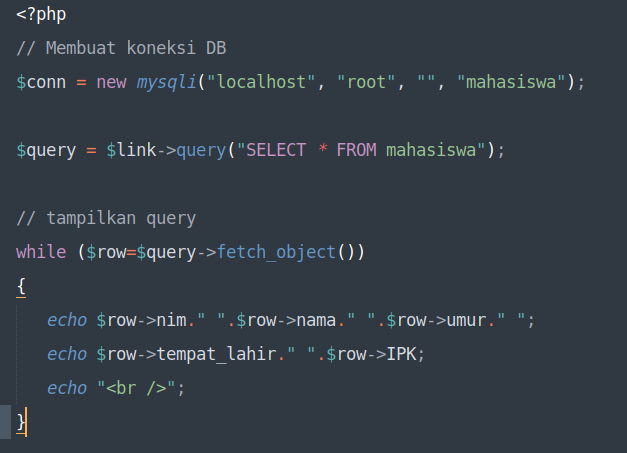 <?php
// Membuat koneksi DB
$conn = new mysqli("localhost", "root", "", "mahasiswa");
$query = $link->query("SELECT * FROM mahasiswa");
// tampilkan query
while ($row=$query->fetch_object())
{
echo $row->nim." ".$row->nama." ".$row->umur." ";
echo $row->tempat_lahir." ".$row->IPK;
echo "<br />";
}